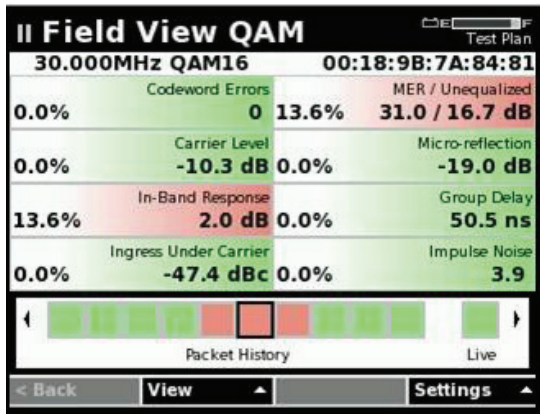 II Field View QAM
E F
Test Plan
30.000MHz QAM16 00:18:9B:7A:84:81
Codeword Errors
0.0% 0
MER / Unequalized
13.6% 31.0 / 16.7 dB
Carrier Level
0.0% -10.3 dB
Micro-reflection
0.0% -19.0 dB
In-Band Response
13.6% 2.0 dB
Group Delay
0.0% 50.5 ns
Ingress Under Carrier
0.0% -47.4 dBc
Impulse Noise
0.0% 3.9
Packet History
Live
< Back View Settings